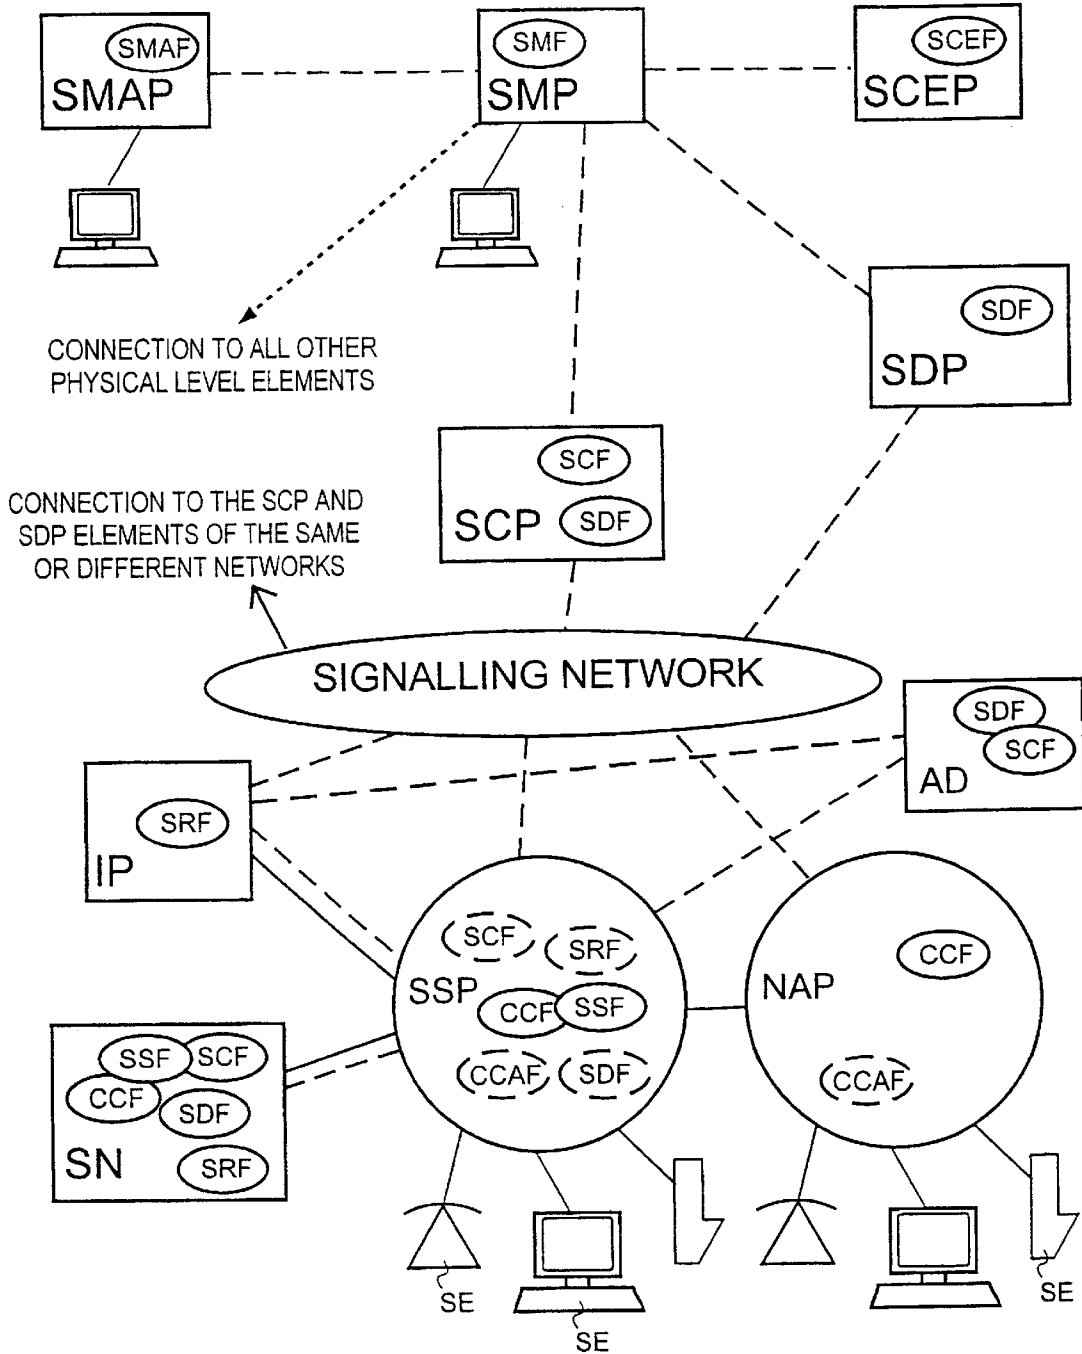 SMAF
SMAP
SMF
SMP
SCEF
SCEP
CONNECTION TO ALL OTHER
PHYSICAL LEVEL ELEMENTS
SDF
SDP
SCF
SCP
SDF
CONNECTION TO THE SCP AND
SDP ELEMENTS OF THE SAME
OR DIFFERENT NETWORKS
SIGNALLING NETWORK
SDF
SCF
AD
SRF
IP
SCF
SRF
SSP
CCF
SSF
CCAF
SDF
CCF
NAP
CCAF
SSF
SCF
CCF
SDF
SN
SRF
SE
SE
SE